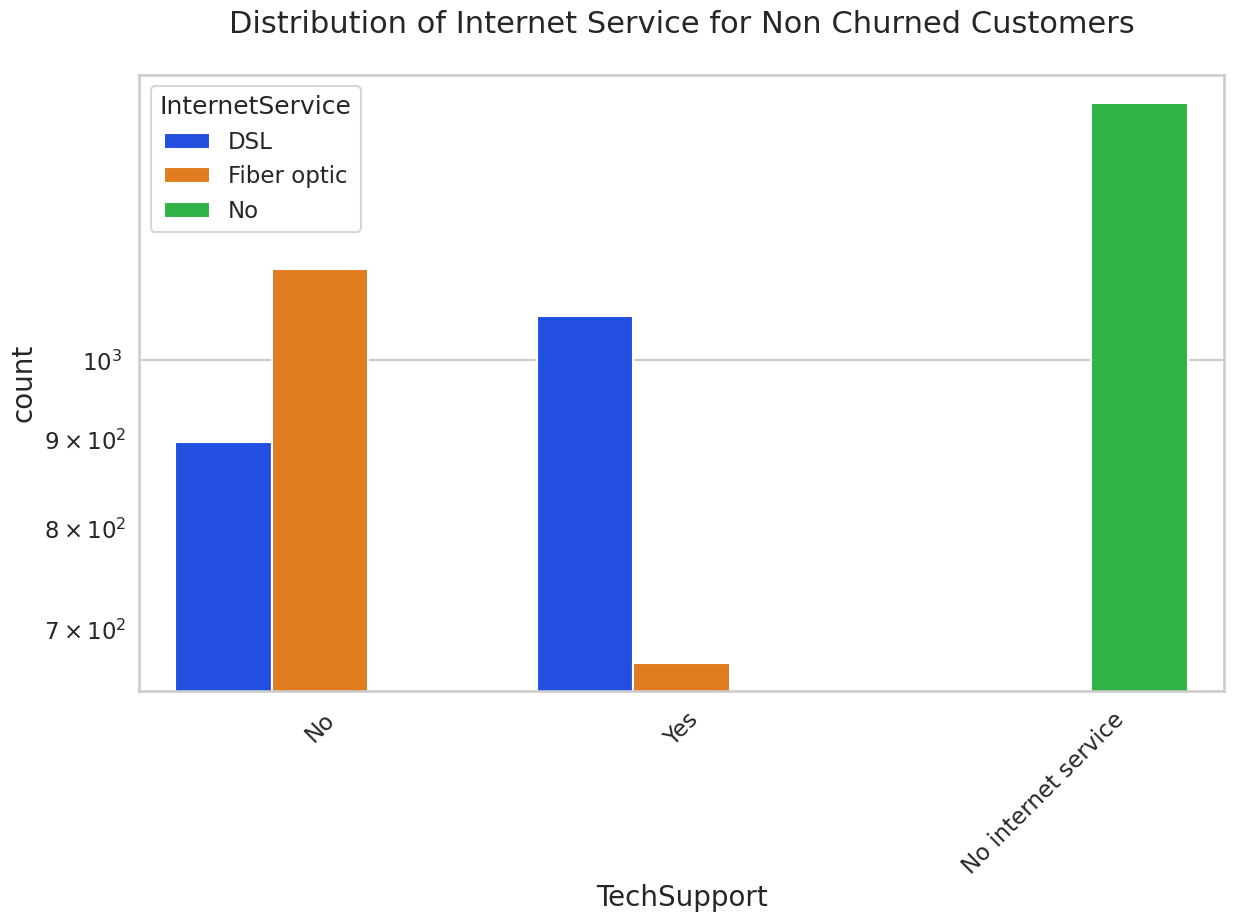 Distribution of Internet Service for Non Churned Customers
InternetService
DSL
Fiber optic
No
count
10³
9 × 10²
8 × 10²
7 × 10²
No
Yes
No internet service
TechSupport